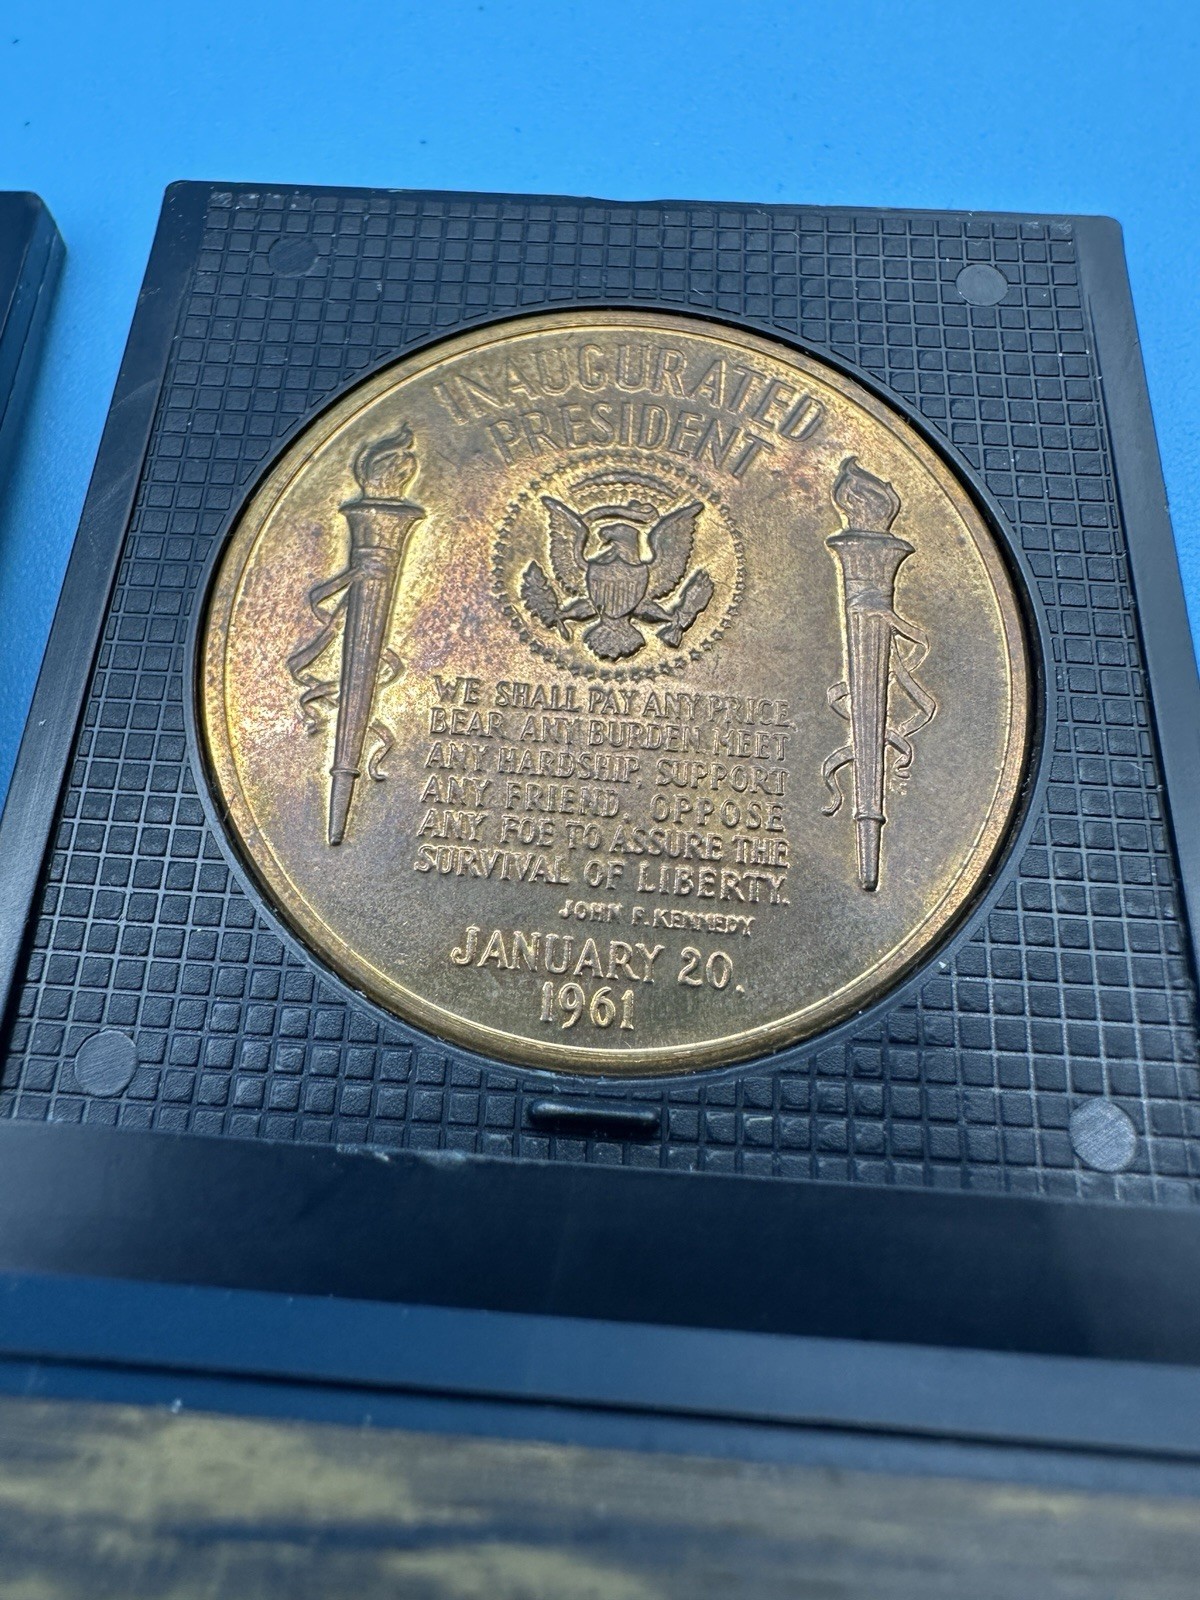 INAUGURATED
PRESIDENT
WE SHALL PAY ANY PRICE
BEAR ANY BURDEN, MEET
ANY HARDSHIP, SUPPORT
ANY FRIEND, OPPOSE
ANY FOE TO ASSURE THE
SURVIVAL OF LIBERTY.
JOHN F. KENNEDY
JANUARY 20.
1961